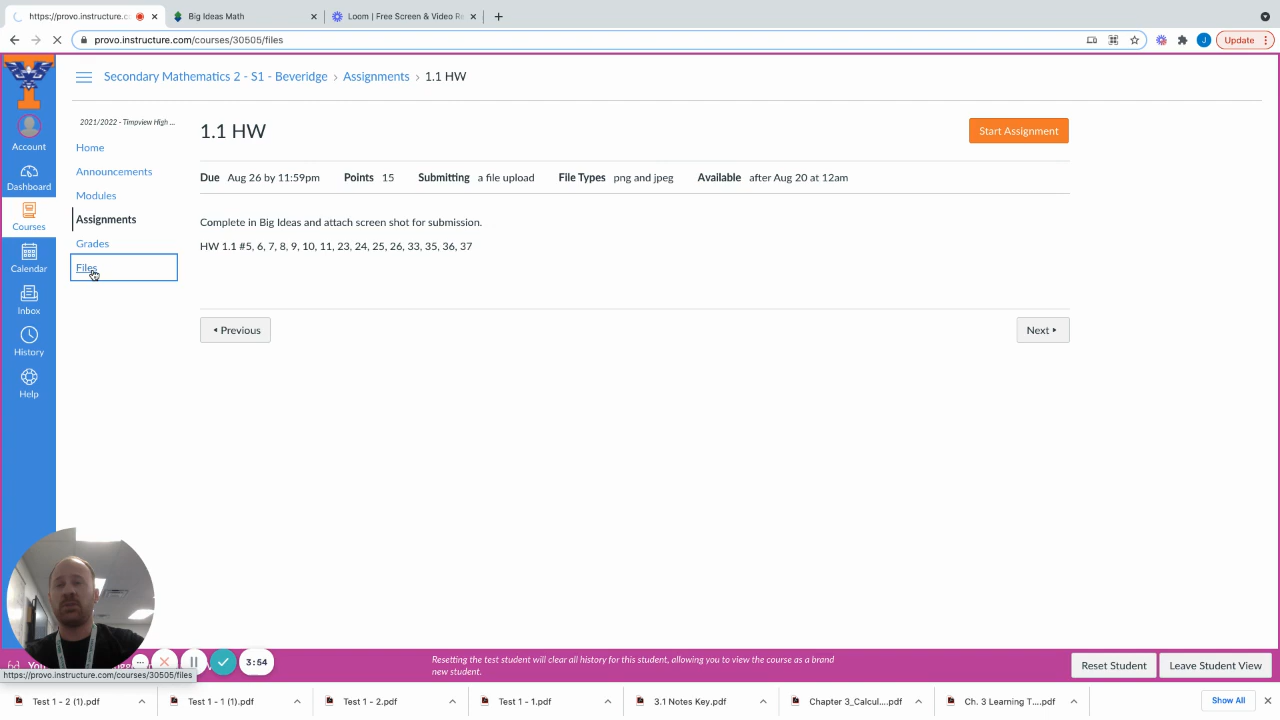 https://provo.instructure.c
Big Ideas Math
Loom | Free Screen & Video Re
provo.instructure.com/courses/30505/files
J
Update
Secondary Mathematics 2 - S1 - Beveridge › Assignments › 1.1 HW
Account
Dashboard
Courses
Calendar
Inbox
History
Help
2021/2022 - Timpview High ...
Home
Announcements
Modules
Assignments
Grades
Files
1.1 HW
Start Assignment
Due Aug 26 by 11:59pm Points 15 Submitting a file upload File Types png and jpeg Available after Aug 20 at 12am
Complete in Big Ideas and attach screen shot for submission.
HW 1.1 #5, 6, 7, 8, 9, 10, 11, 23, 24, 25, 26, 33, 35, 36, 37
Previous
Next
3:54
Resetting the test student will clear all history for this student, allowing you to view the course as a brand
new student.
Reset Student
Leave Student View
https://provo.instructure.com/courses/30505/files
Test 1 - 2 (1).pdf
Test 1 - 1 (1).pdf
Test 1 - 2.pdf
Test 1 - 1.pdf
3.1 Notes Key.pdf
Chapter 3_Calcul....pdf
Ch. 3 Learning T....pdf
Show All